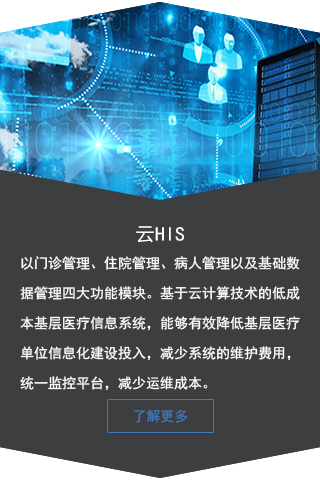 云HIS
以门诊管理、住院管理、病人管理以及基础数
据管理四大功能模块。基于云计算技术的低成
本基层医疗信息系统，能够有效降低基层医疗
单位信息化建设投入，减少系统的维护费用，
统一监控平台，减少运维成本。
了解更多